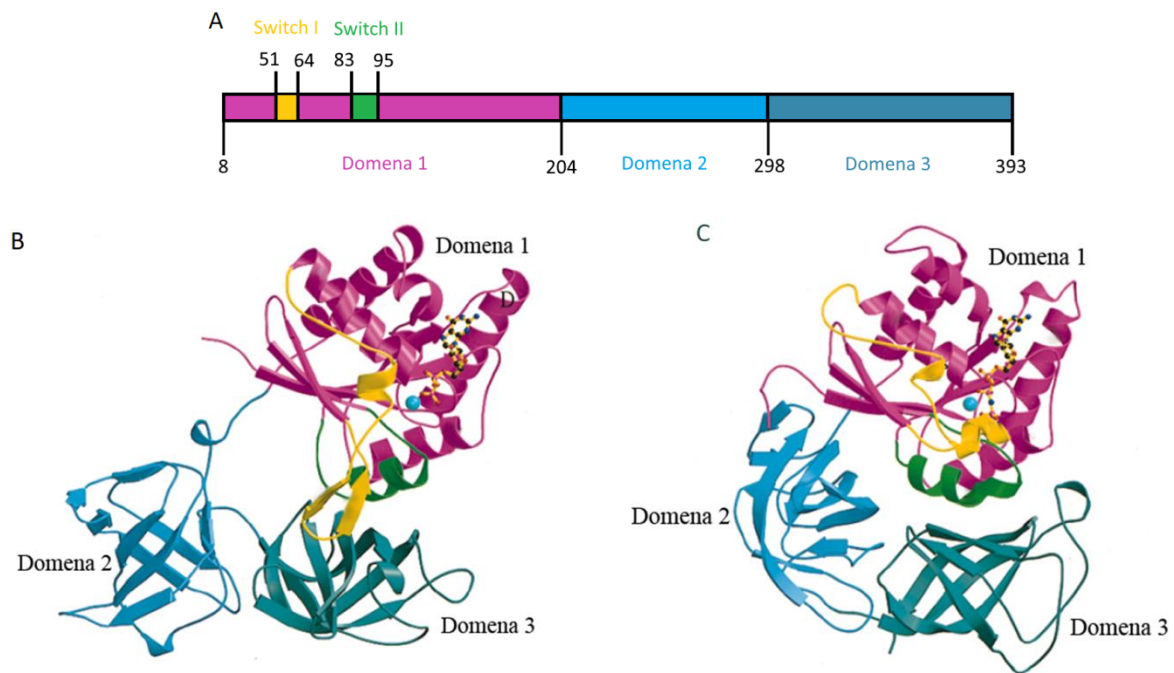 A
Switch I Switch II
51 64 83 95
8 Domena 1 204 Domena 2 298 Domena 3 393
B
Domena 1
D
Domena 2
Domena 3
C
Domena 1
Domena 2
Domena 3